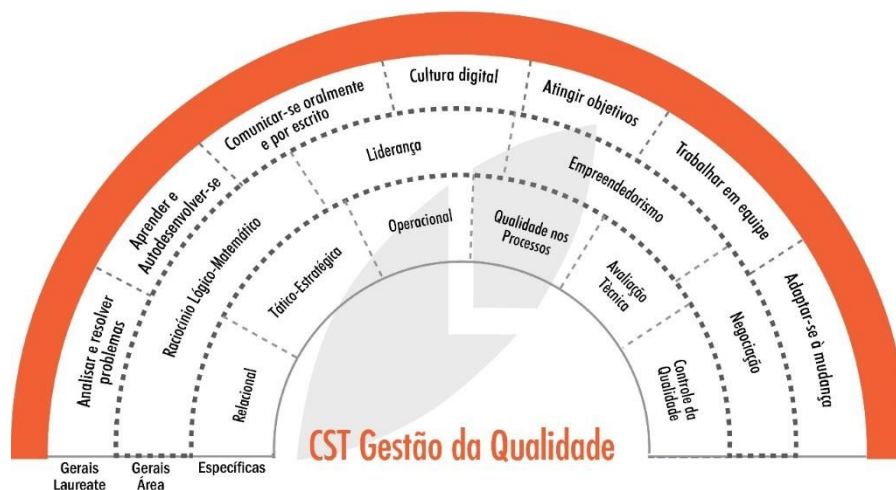 Analisar e resolver
problemas
Aprender e
Autodesenvolver-se
Comunicar-se oralmente
e por escrito
Cultura digital
Atingir objetivos
Trabalhar em equipe
Adaptar-se à mudança
Raciocínio Lógico-Matemático
Liderança
Empreendedorismo
Negociação
Relacional
Tático-Estratégica
Operacional
Qualidade nos
Processos
Avaliação
Técnica
Controle da
Qualidade
CST Gestão da Qualidade
Gerais
Laureate
Gerais
Área
Específicas